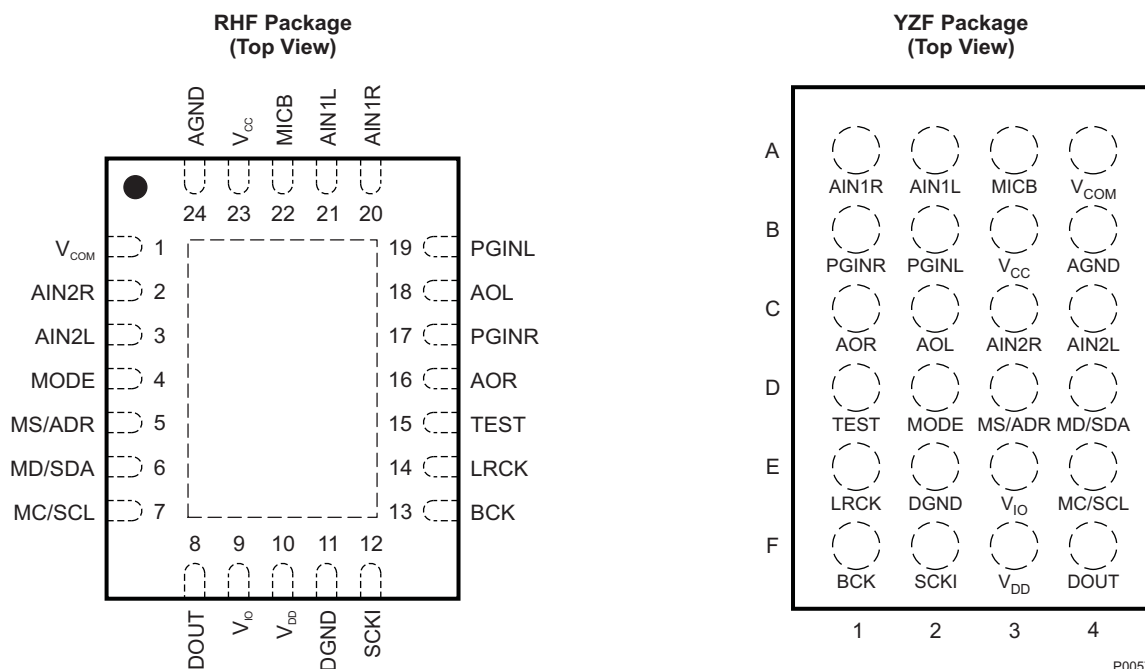 RHF Package
(Top View)
AGND
VCC
MICB
AIN1L
AIN1R
24 23 22 21 20
VCOM 1
AIN2R 2
AIN2L 3
MODE 4
MS/ADR 5
MD/SDA 6
MC/SCL 7
19 PGINL
18 AOL
17 PGINR
16 AOR
15 TEST
14 LRCK
13 BCK
8 9 10 11 12
DOUT
VIO
VDD
DGND
SCKI
YZF Package
(Top View)
A
AIN1R AIN1L MICB VCOM
B
PGINR PGINL VCC AGND
C
AOR AOL AIN2R AIN2L
D
TEST MODE MS/ADR MD/SDA
E
LRCK DGND VIO MC/SCL
F
BCK SCKI VDD DOUT
1 2 3 4